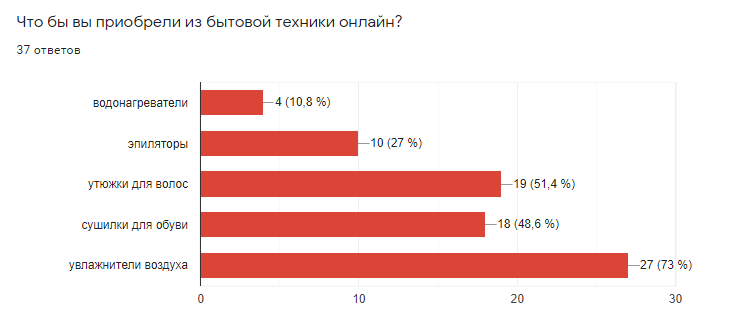 Что бы вы приобрели из бытовой техники онлайн?
37 ответов
водонагреватели 4 (10,8 %)
эпиляторы 10 (27 %)
утюжки для волос 19 (51,4 %)
сушилки для обуви 18 (48,6 %)
увлажнители воздуха 27 (73 %)
0 10 20 30